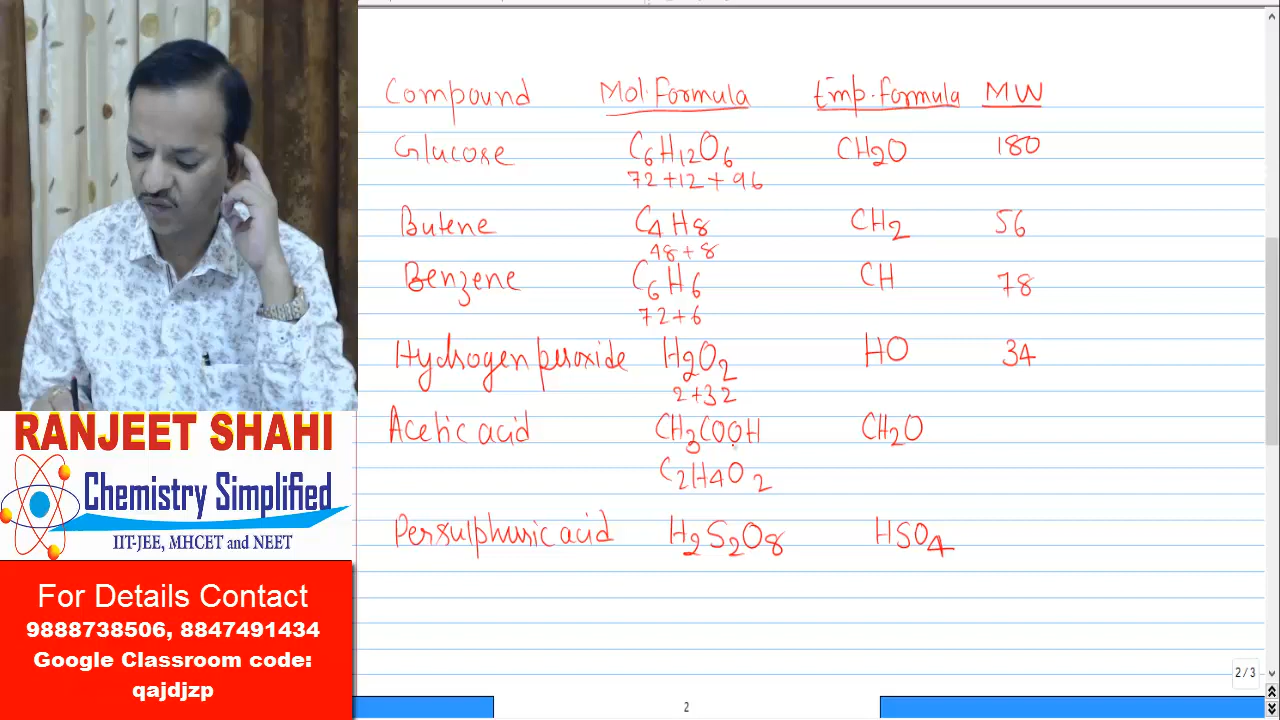 Compound Mol. Formula Emp. formula MW
Glucose C6H12O6 CH2O 180
72+12+96
Butene C4H8 CH2 56
48+8
Benzene C6H6 CH 78
72+6
Hydrogen peroxide H2O2 HO 34
2+32
Acetic acid CH3COOH CH2O
C2H4O2
Persulphuric acid H2S2O8 HSO4
RANJEET SHAHI
Chemistry Simplified
IIT-JEE, MHCET and NEET
For Details Contact
9888738506, 8847491434
Google Classroom code:
qajdjzp
2/3
2